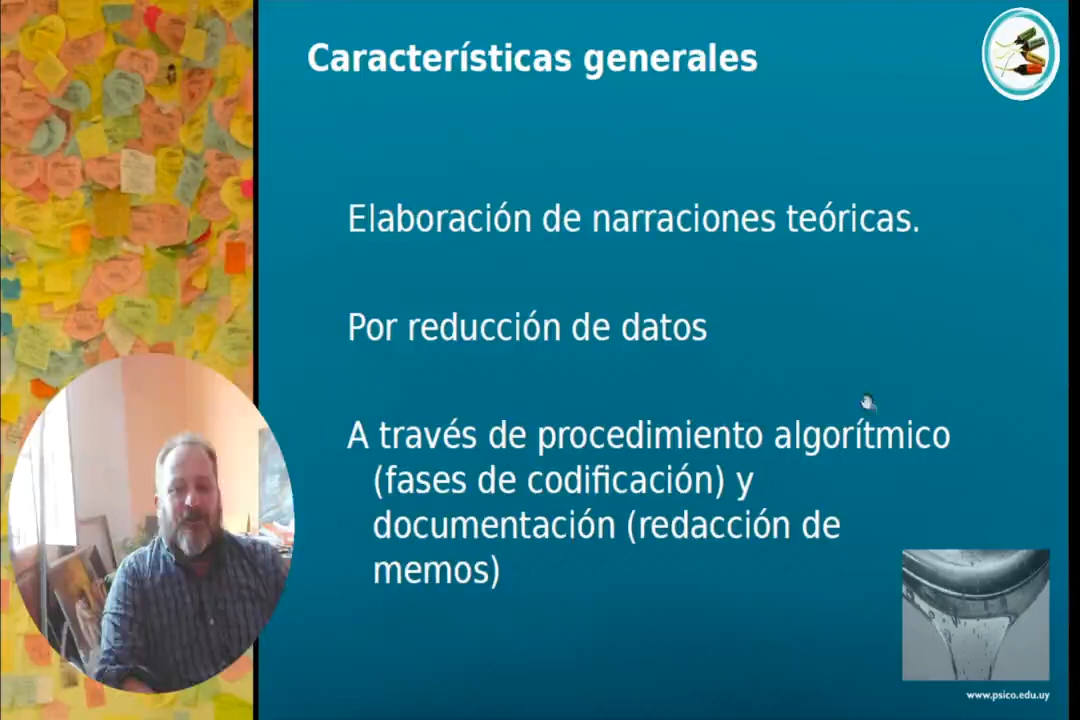 Características generales
Elaboración de narraciones teóricas.
Por reducción de datos
A través de procedimiento algorítmico
(fases de codificación) y
documentación (redacción de
memos)
www.psico.edu.uy